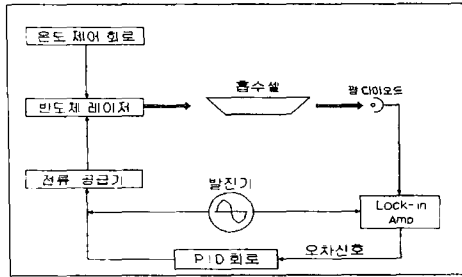 온도 제어 회로
흡수셀
팔 다이오드
반도체 레이저
전류 공급기
발진기
Lock-in
Amp
오차신호
PID 회로